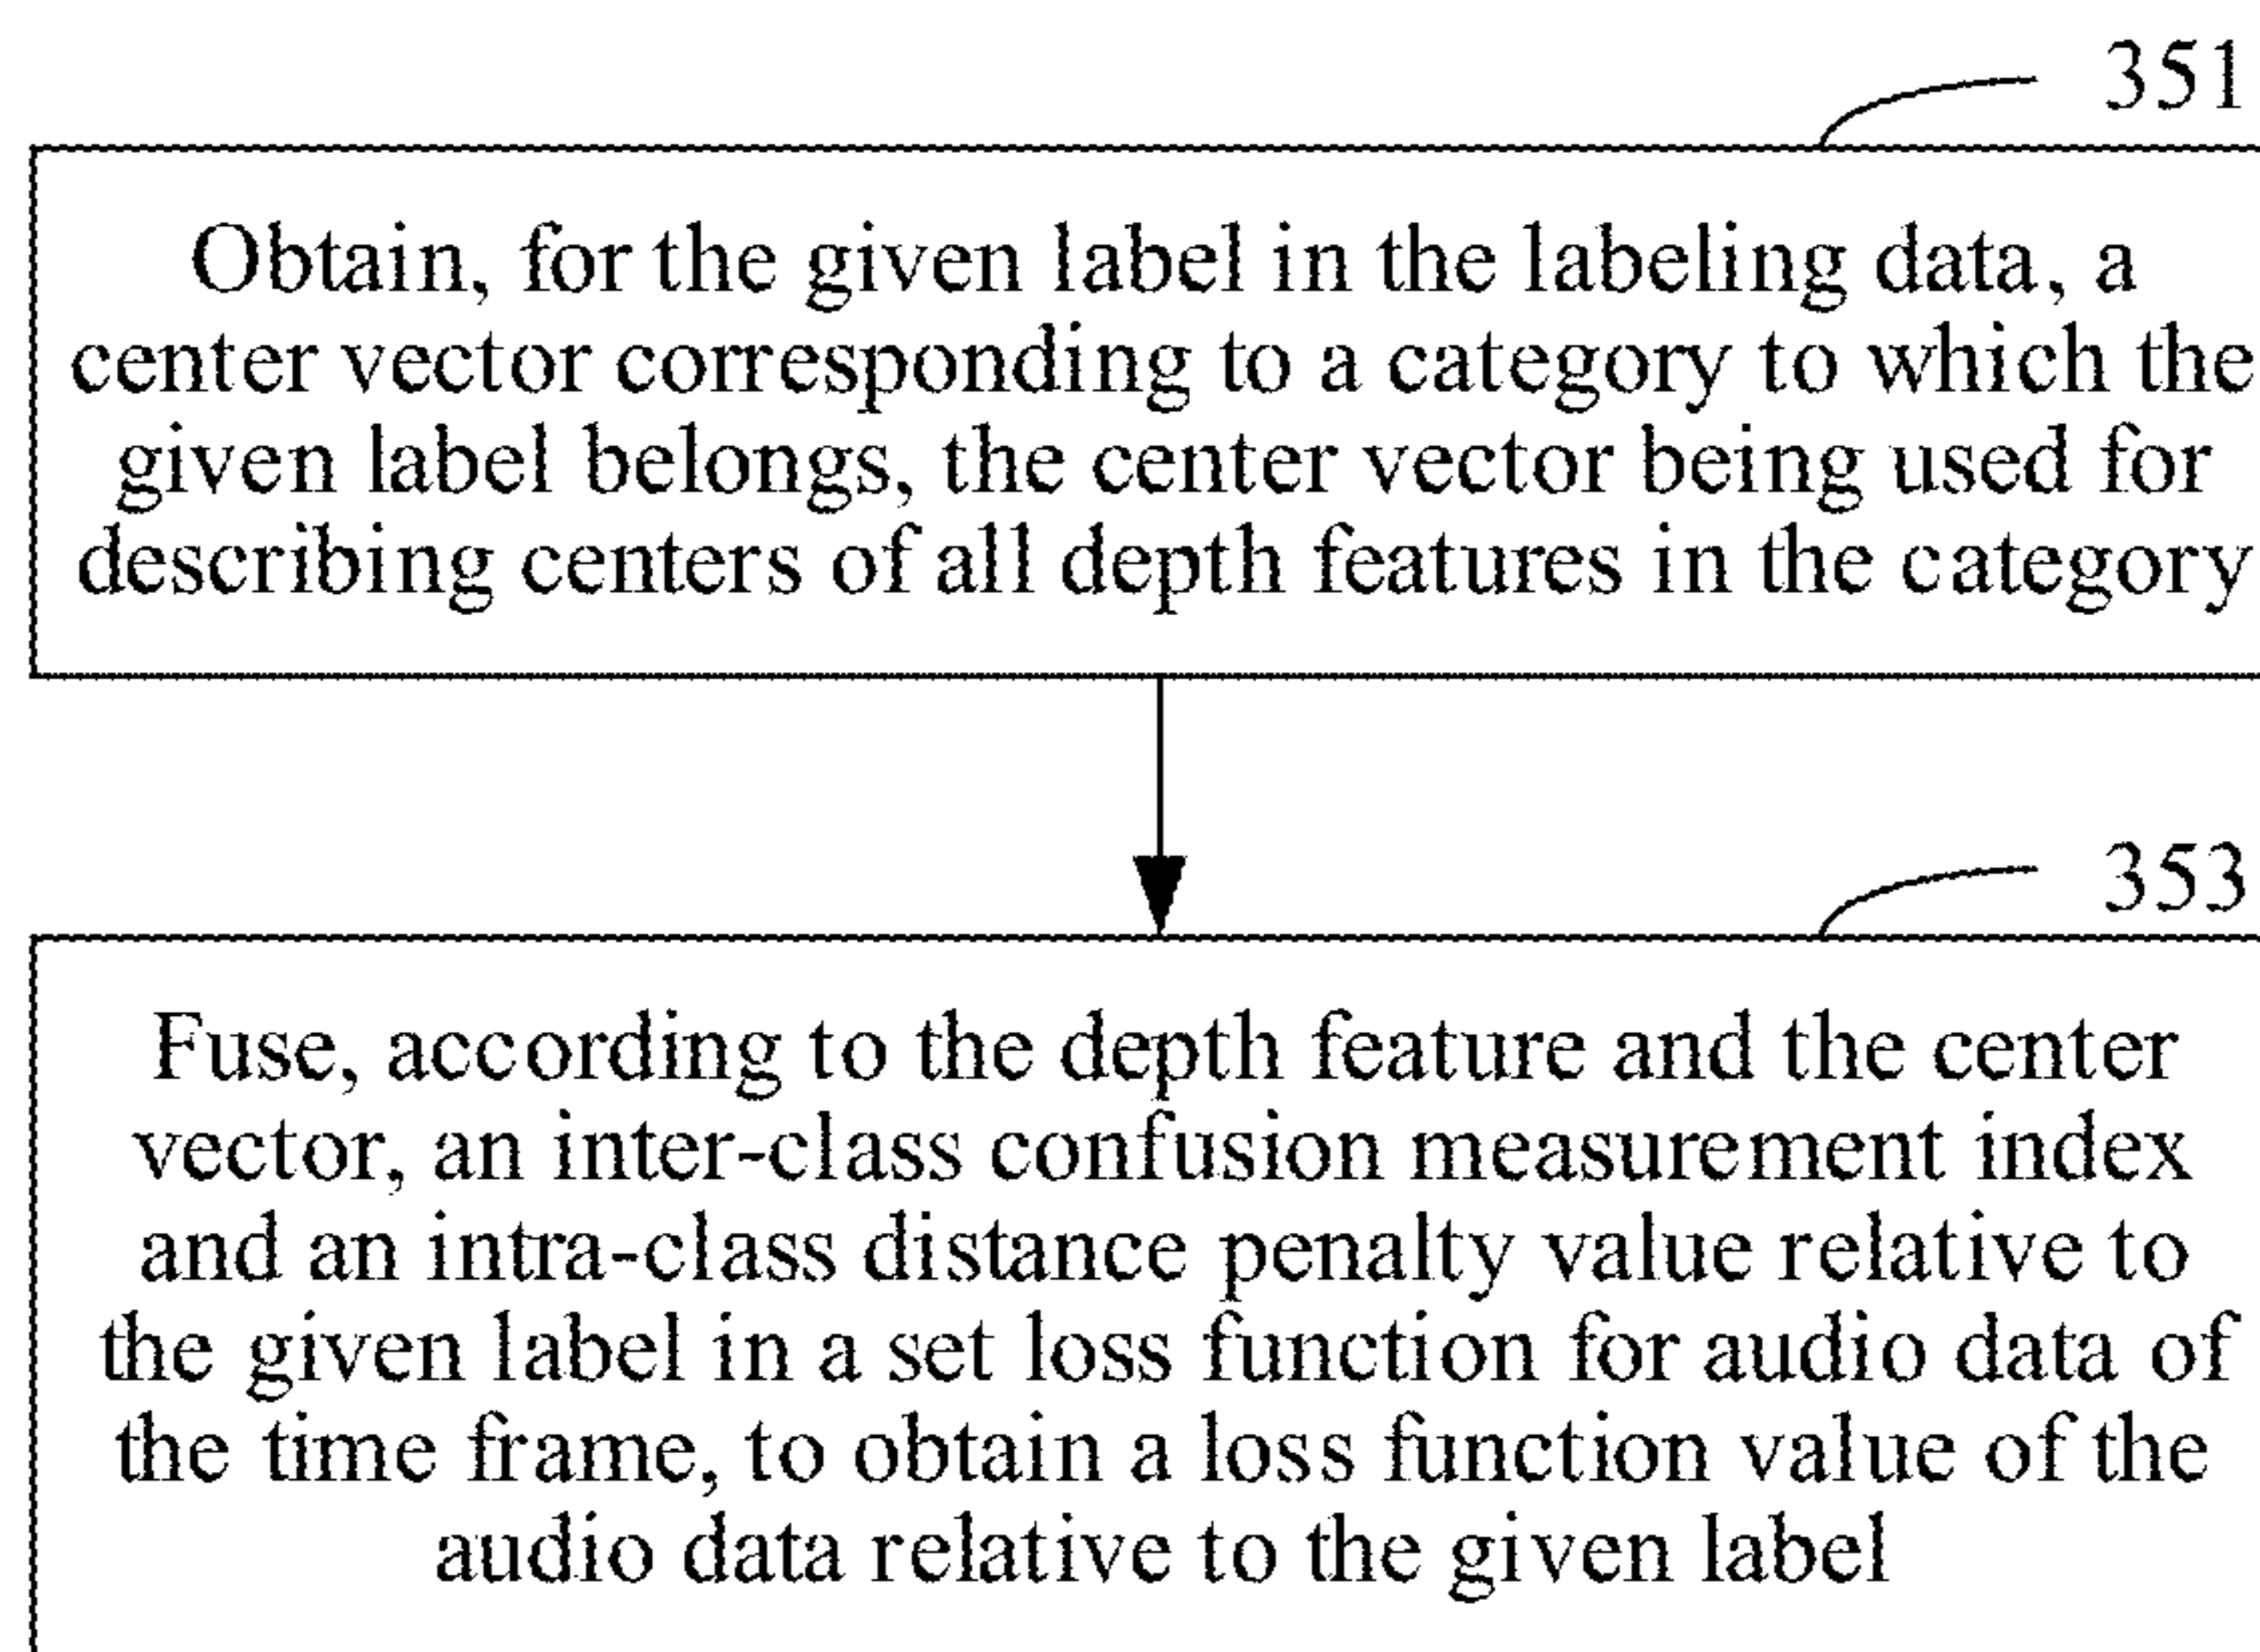 351
Obtain, for the given label in the labeling data, a
center vector corresponding to a category to which the
given label belongs, the center vector being used for
describing centers of all depth features in the category
353
Fuse, according to the depth feature and the center
vector, an inter-class confusion measurement index
and an intra-class distance penalty value relative to
the given label in a set loss function for audio data of
the time frame, to obtain a loss function value of the
audio data relative to the given label